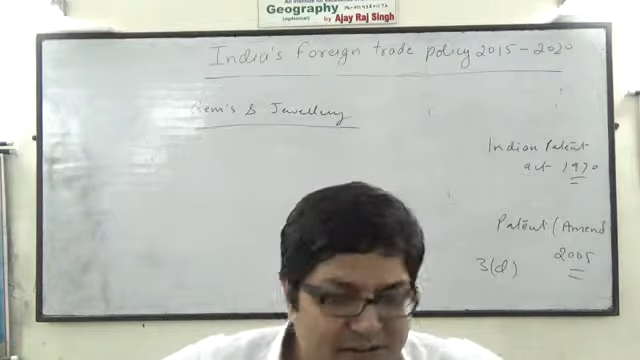 Geography
(optional) by Ajay Raj Singh
India's Foreign trade policy 2015-2020
Gem's & Jewellery
Indian Patent
act 1970
Patent (Amend
2005
3(d)